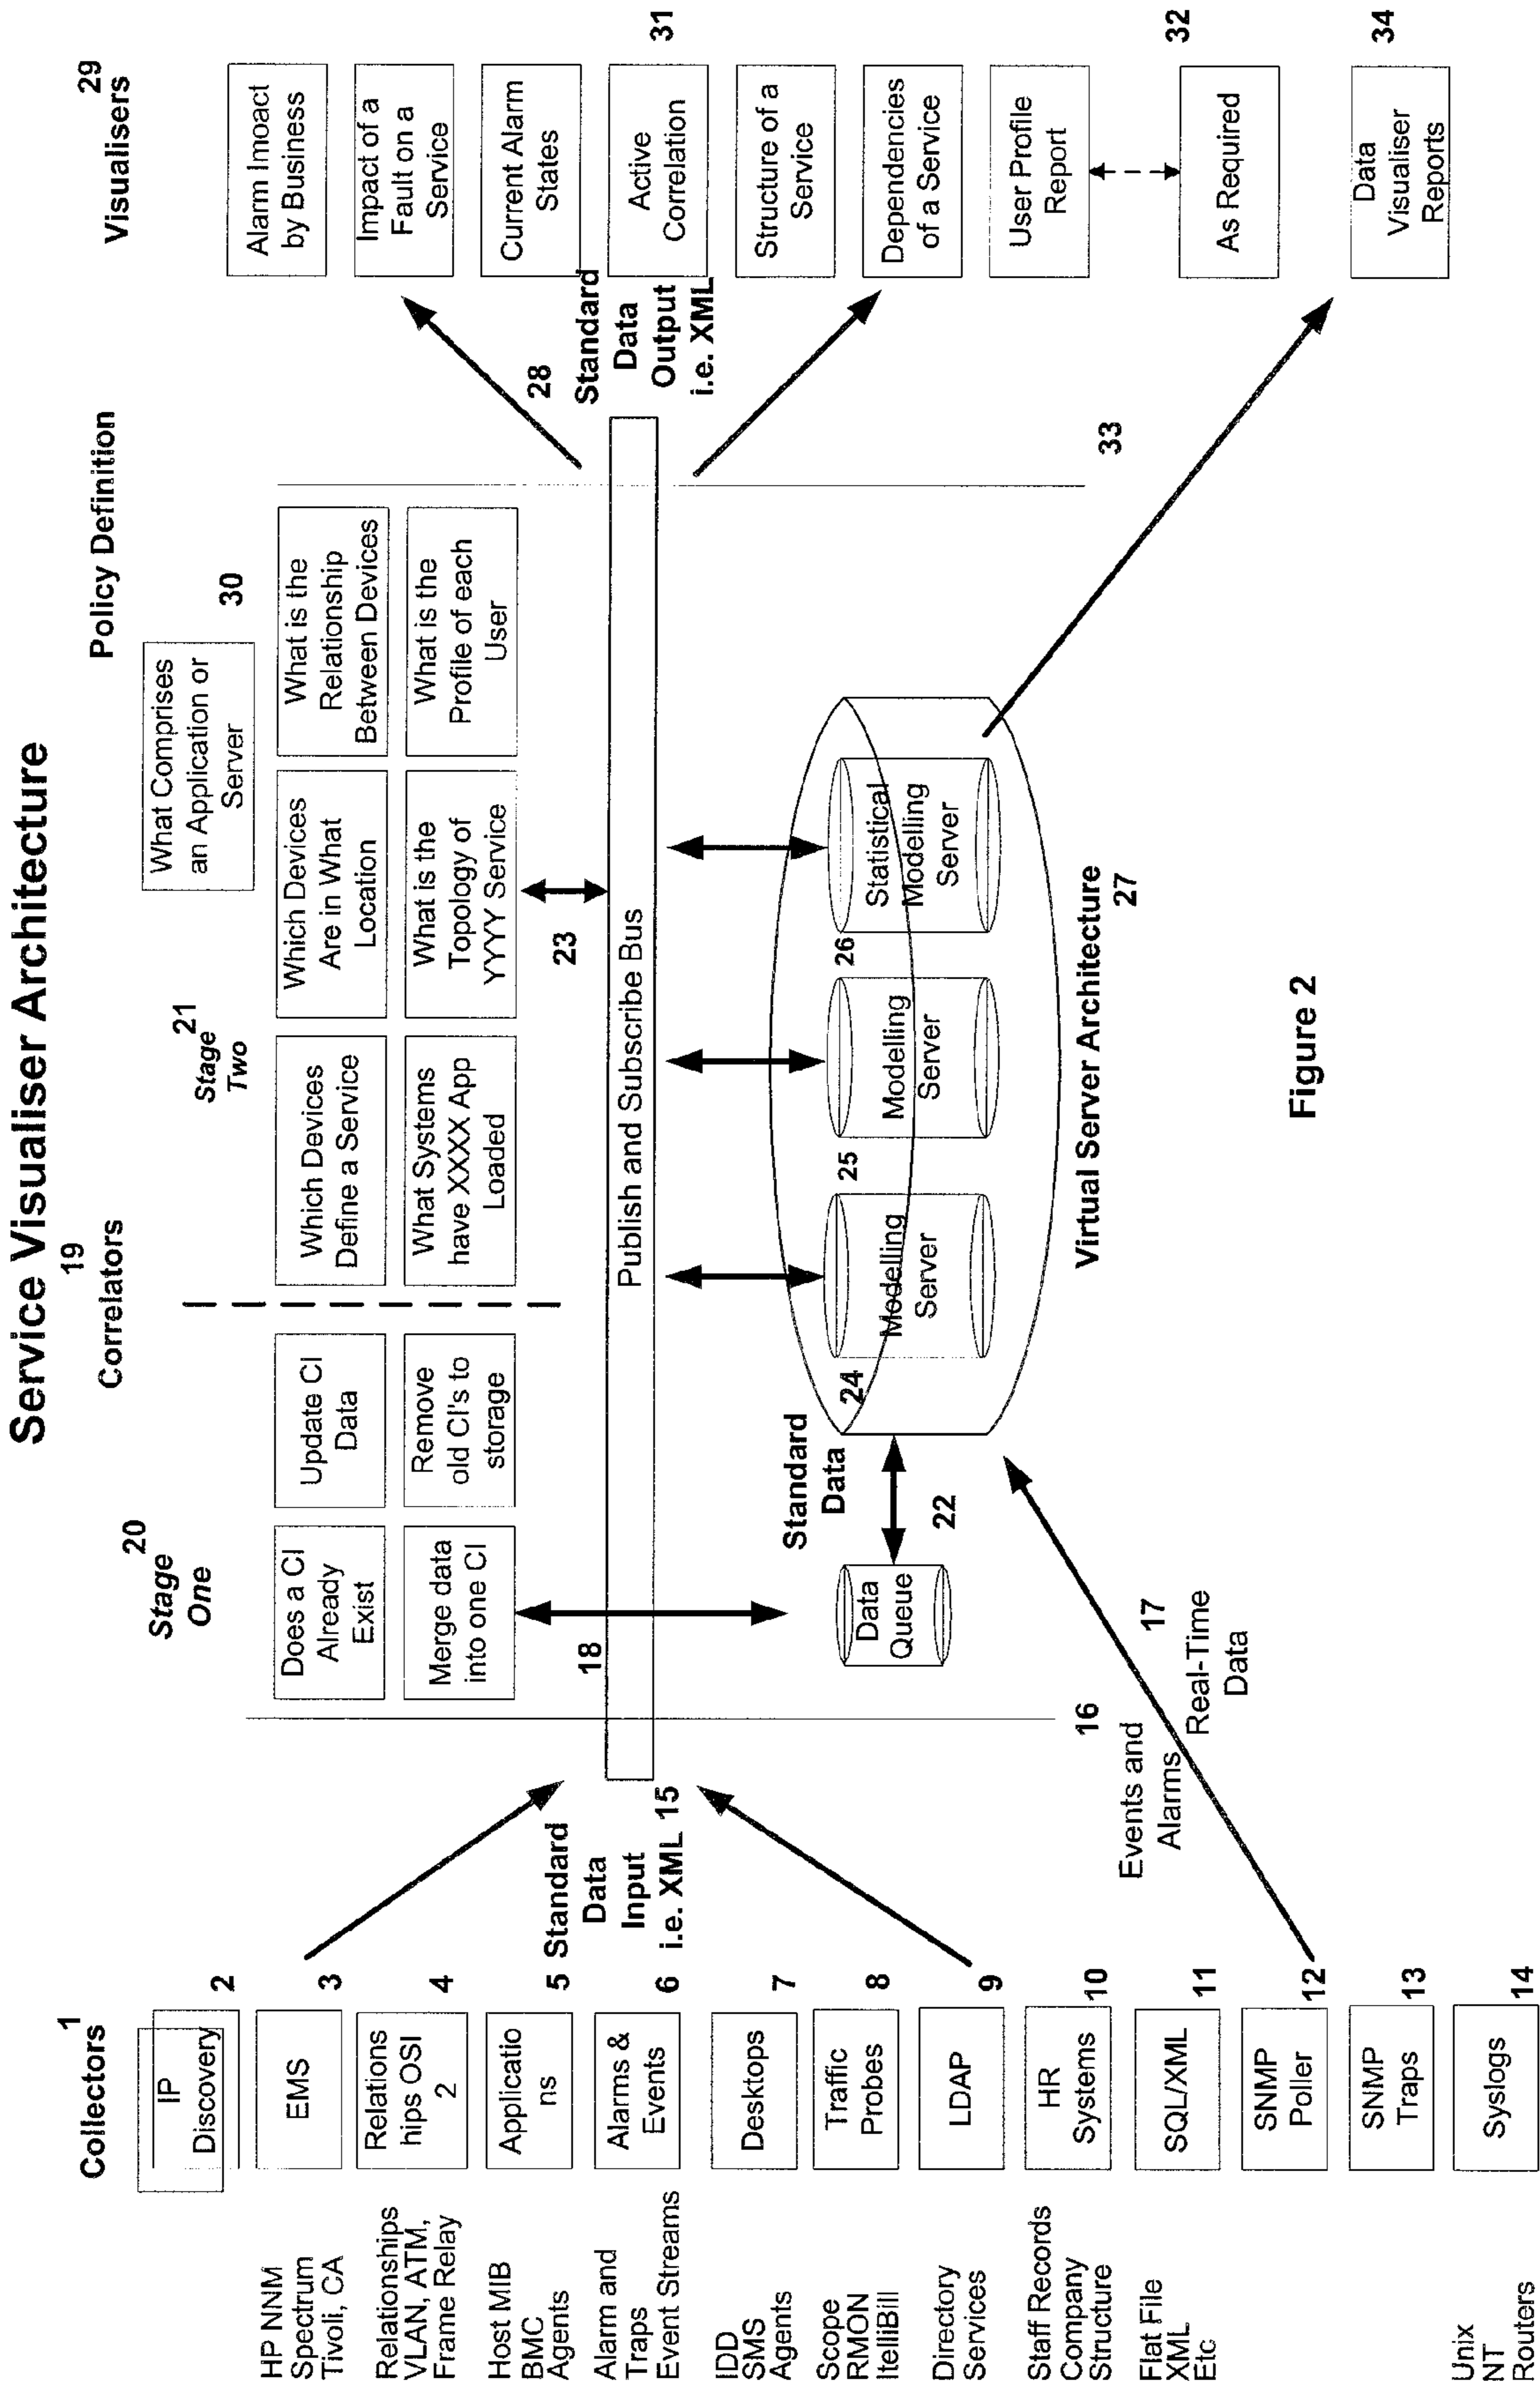 Service Visualiser Architecture
Collectors
1
IP
Discovery
2
HP NNM
Spectrum
Tivoli, CA
EMS
3
Relationships
VLAN, ATM,
Frame Relay
Relations
hips OSI
2
4
Host MIB
BMC
Agents
Applicatio
ns
5
Alarm and
Traps
Event Streams
Alarms &
Events
6
IDD
SMS
Agents
Desktops
7
Scope
RMON
ItelliBill
Traffic
Probes
8
Directory
Services
LDAP
9
Staff Records
Company
Structure
HR
Systems
10
Flat File
XML
Etc
SQL/XML
11
SNMP
Poller
12
SNMP
Traps
13
Unix
NT
Routers
Syslogs
14
Standard
Data
Input
i.e. XML
15
16
Events and
Alarms
17
Real-Time
Data
Correlators
19
Stage
One
20
Does a CI
Already
Exist
Update CI
Data
Merge data
into one CI
Remove
old CI's to
storage
18
Stage
Two
21
Which Devices
Define a Service
What Systems
have XXXX App
Loaded
Which Devices
Are in What
Location
What is the
Topology of
YYYY Service
Policy Definition
What Comprises
an Application or
Server
30
What is the
Relationship
Between Devices
What is the
Profile of each
User
23
Publish and Subscribe Bus
Data
Queue
Standard
Data
22
24
Modelling
Server
25
Modelling
Server
26
Statistical
Modelling
Server
Virtual Server Architecture
27
28
Standard
Data
Output
i.e. XML
33
Visualisers
29
Alarm Imoact
by Business
Impact of a
Fault on a
Service
Current Alarm
States
Active
Correlation
31
Structure of a
Service
Dependencies
of a Service
User Profile
Report
As Required
32
Data
Visualiser
Reports
34
Figure 2